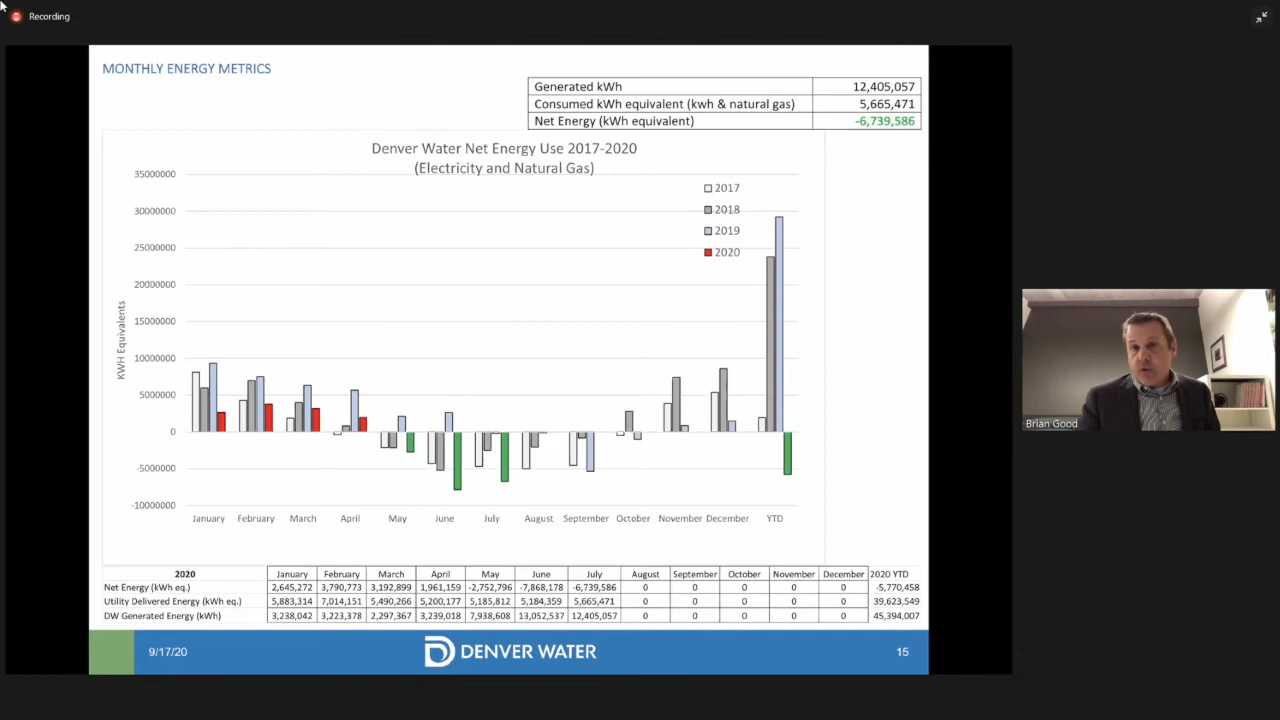 Recording
MONTHLY ENERGY METRICS
Generated kWh 12,405,057
Consumed kWh equivalent (kwh & natural gas) 5,665,471
Net Energy (kWh equivalent) -6,739,586
Denver Water Net Energy Use 2017-2020
(Electricity and Natural Gas)
35000000
30000000
25000000
20000000
15000000
10000000
5000000
0
-5000000
-10000000
KWH Equivalents
2017
2018
2019
2020
January February March April May June July August September October November December YTD
2020 January February March April May June July August September October November December 2020 YTD
Net Energy (kWh eq.) 2,645,272 3,790,773 3,192,899 1,961,159 -2,752,796 -7,868,178 -6,739,586 0 0 0 0 0 -5,770,458
Utility Delivered Energy (kWh eq.) 5,883,314 7,014,151 5,490,266 5,200,177 5,185,812 5,184,359 5,665,471 0 0 0 0 0 39,623,549
DW Generated Energy (kWh) 3,238,042 3,223,378 2,297,367 3,239,018 7,938,608 13,052,537 12,405,057 0 0 0 0 0 45,394,007
9/17/20
DENVER WATER
15
Brian Good